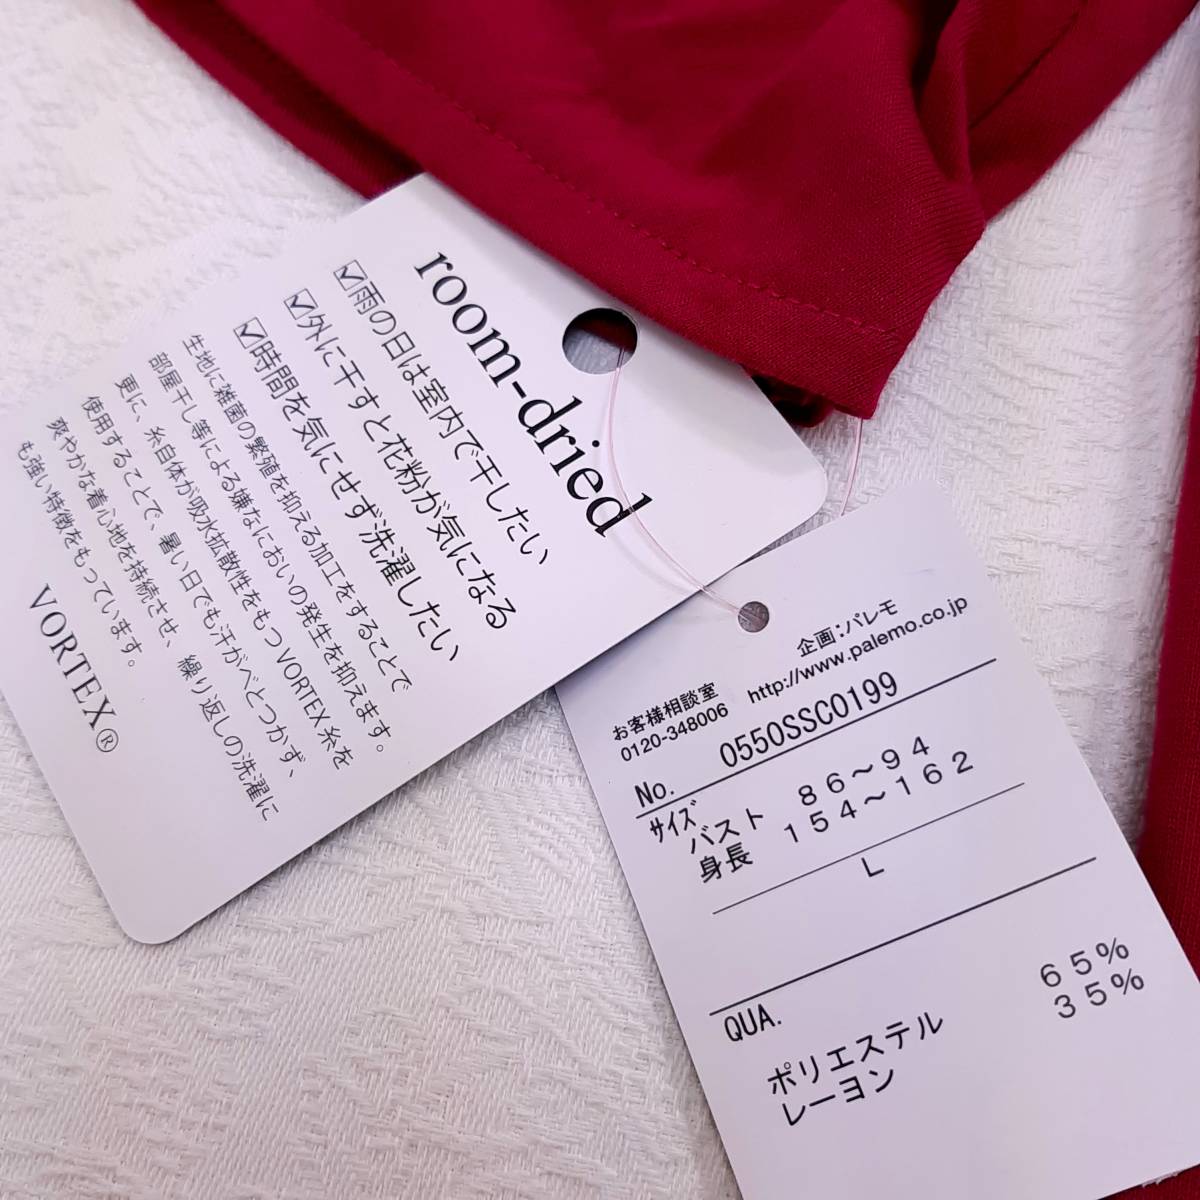 room-dried
☑雨の日は室内で干したい
☑外に干すと花粉が気になる
☑時間を気にせず洗濯したい
生地に雑菌の繁殖を抑える加工をすることで
部屋干し等による嫌なにおいの発生を抑えます。
更に、糸自体が吸水拡散性をもつVORTEX糸を
使用することで、暑い日でも汗がべとつかず、
爽やかな着心地を持続させ、繰り返しの洗濯に
も強い特徴をもっています。
VORTEX®
企画:パレモ
http://www.palemo.co.jp
お客様相談室
0120-348006
No. 0550SSC0199
サイズ
バスト 86～94
身長 154～162
L
QUA.
ポリエステル 65%
レーヨン 35%